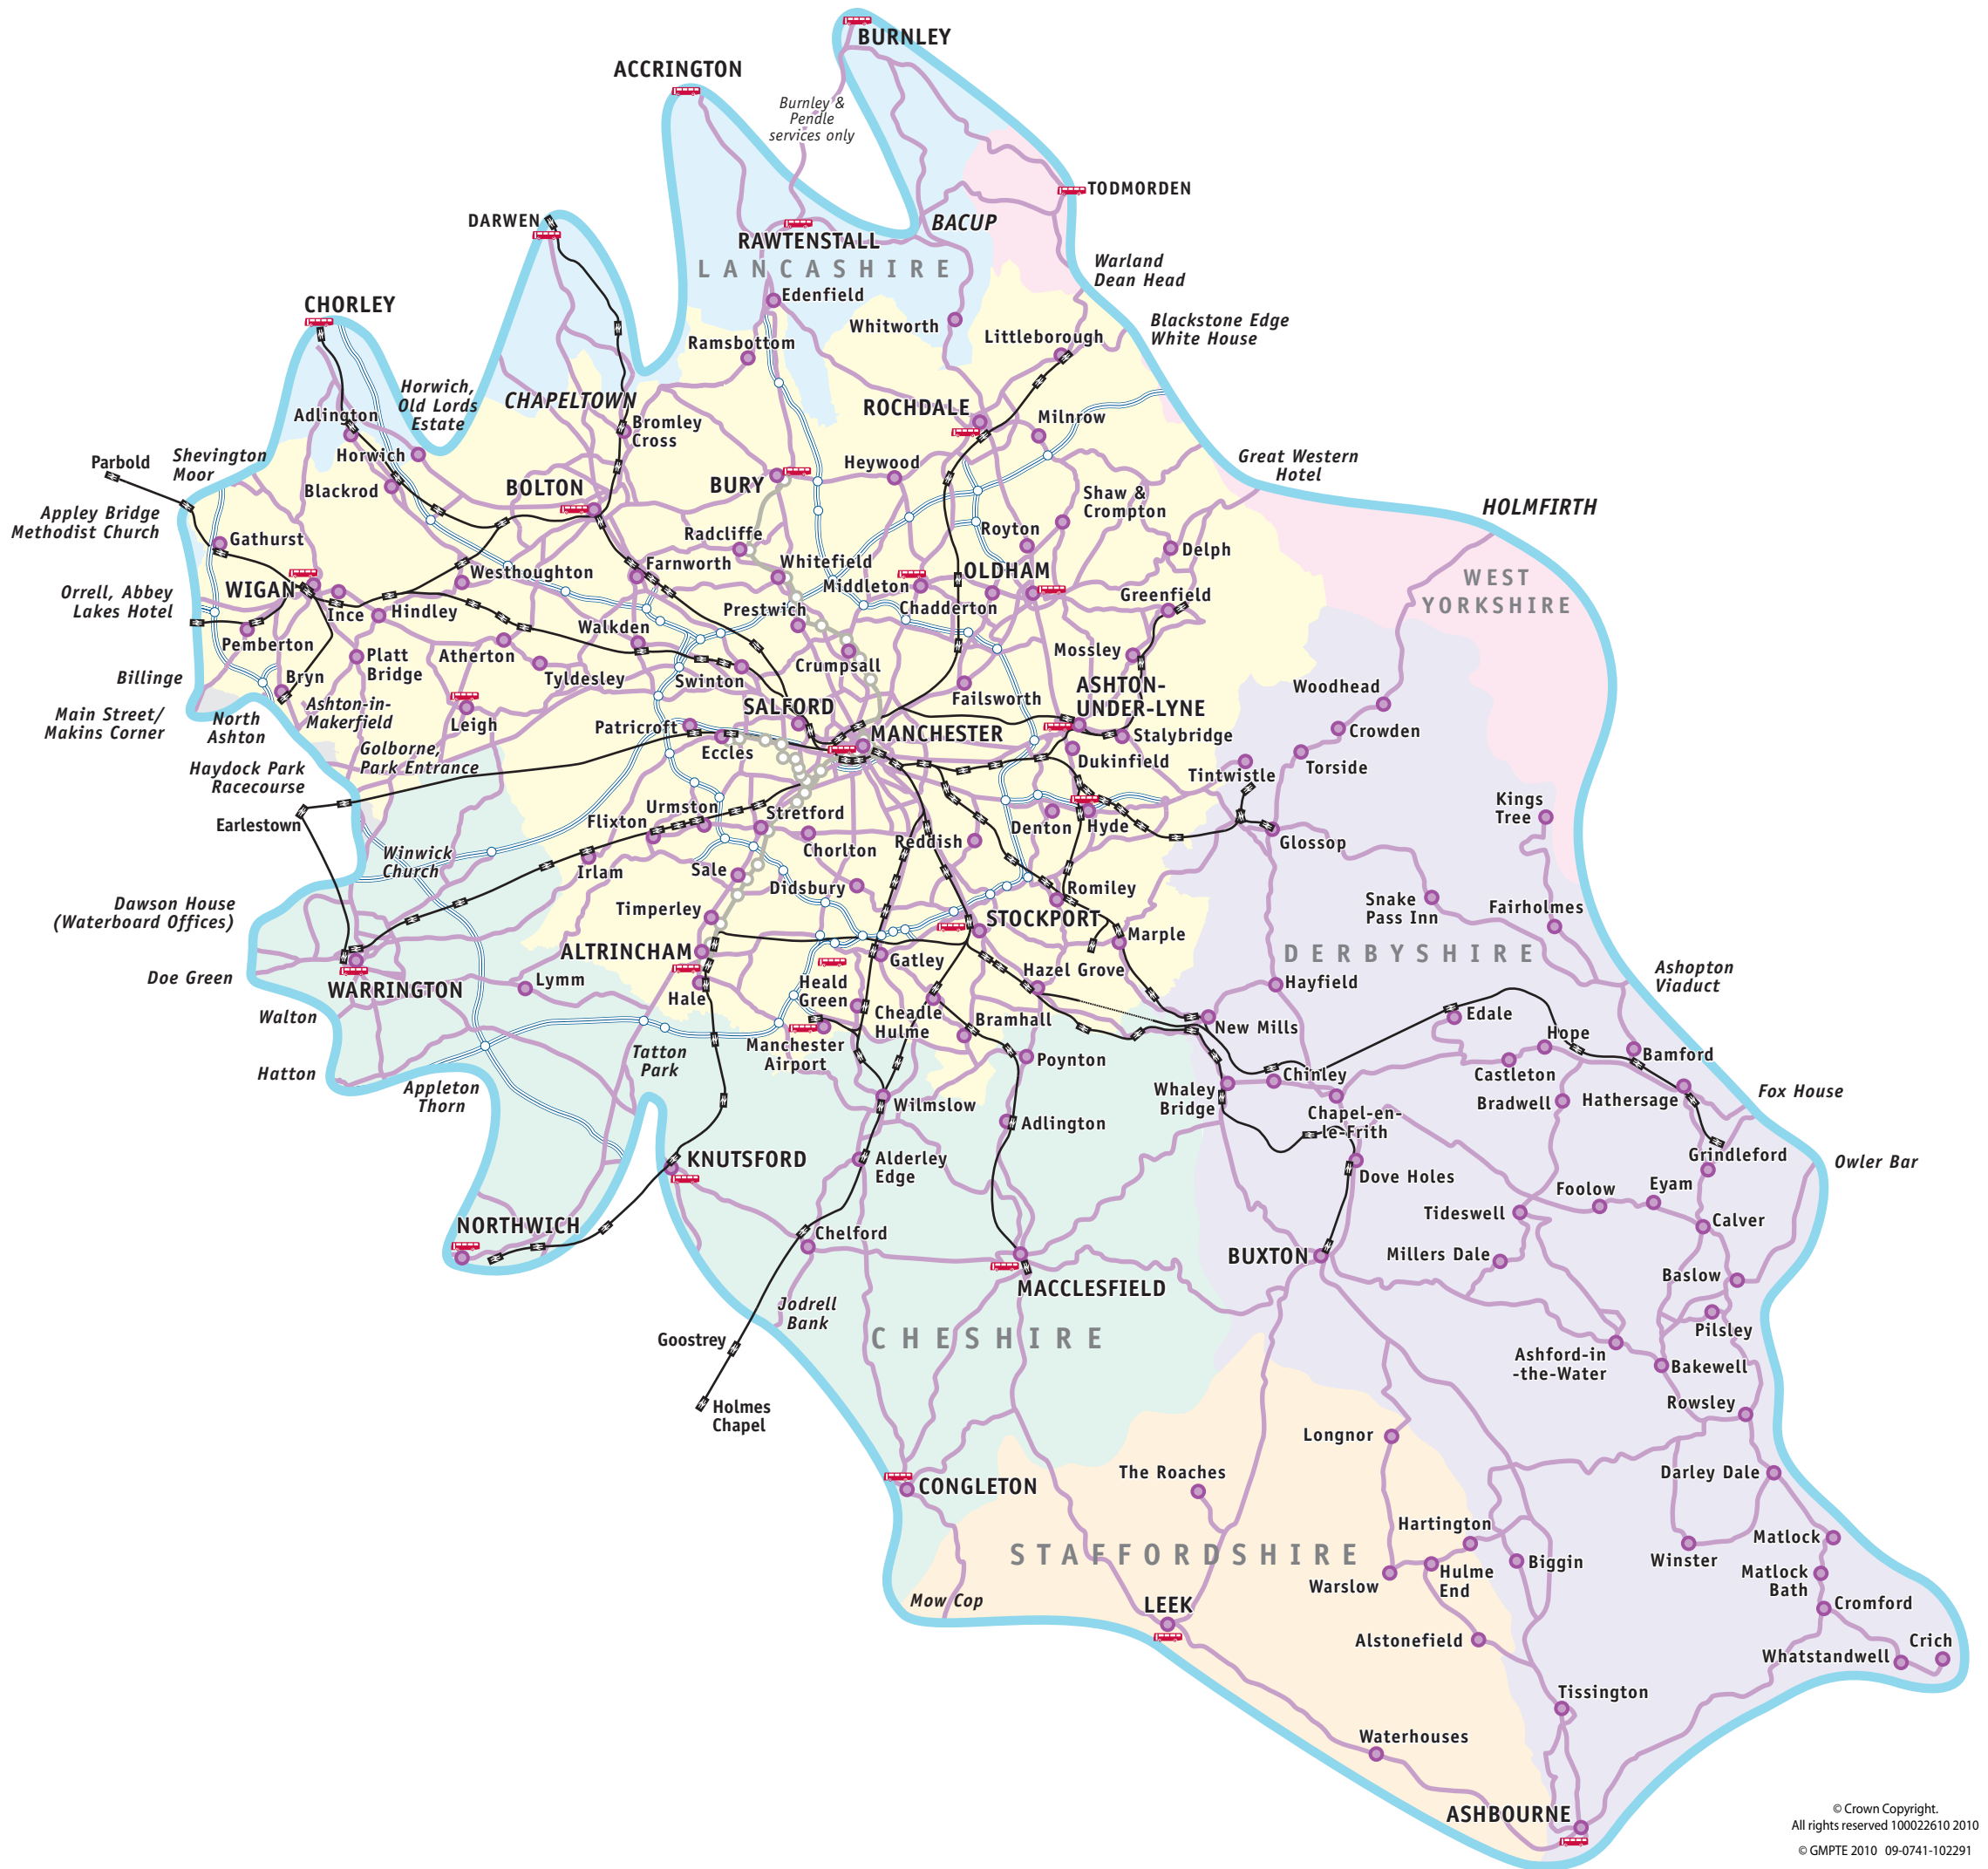 BURNLEY
ACCRINGTON
Burnley &
Pendle
services only
TODMORDEN
DARWEN
BACUP
RAWTENSTALL
LANCASHIRE
Warland
Dean Head
Edenfield
CHORLEY
Whitworth
Blackstone Edge
White House
Littleborough
Ramsbottom
Horwich,
Old Lords
Estate
CHAPELTOWN
ROCHDALE
Adlington
Milnrow
Bromley
Cross
Shevington
Moor
Horwich
Parbold
Heywood
Great Western
Hotel
BURY
BOLTON
Blackrod
Shaw &
Crompton
HOLMFIRTH
Appley Bridge
Methodist Church
Royton
Radcliffe
Gathurst
Delph
Whitefield
Farnworth
Westhoughton
OLDHAM
WEST
YORKSHIRE
Middleton
WIGAN
Orrell, Abbey
Lakes Hotel
Greenfield
Chadderton
Prestwich
Ince
Hindley
Walkden
Pemberton
Mossley
Platt
Bridge
Atherton
Crumpsall
Billinge
Bryn
Tyldesley
Swinton
Woodhead
ASHTON-
UNDER-LYNE
Failsworth
Ashton-in-
Makerfield
SALFORD
Main Street/
Makins Corner
North
Ashton
Leigh
Patricroft
Crowden
MANCHESTER
Stalybridge
Golborne,
Park Entrance
Eccles
Dukinfield
Torside
Haydock Park
Racecourse
Tintwistle
Urmston
Stretford
Kings
Tree
Earlestown
Flixton
Denton
Hyde
Reddish
Chorlton
Glossop
Winwick
Church
Irlam
Sale
Didsbury
Romiley
Snake
Pass Inn
Dawson House
(Waterboard Offices)
Timperley
STOCKPORT
Fairholmes
Marple
ALTRINCHAM
DERBYSHIRE
Gatley
Hazel Grove
Ashopton
Viaduct
Doe Green
Lymm
Heald
Green
Hayfield
WARRINGTON
Hale
Walton
Cheadle
Hulme
Bramhall
New Mills
Edale
Hope
Manchester
Airport
Tatton
Park
Poynton
Bamford
Hatton
Chinley
Castleton
Appleton
Thorn
Whaley
Bridge
Wilmslow
Bradwell
Hathersage
Fox House
Chapel-en-
le-Frith
Adlington
KNUTSFORD
Alderley
Edge
Grindleford
Owler Bar
Dove Holes
Foolow
Eyam
NORTHWICH
Tideswell
Calver
Chelford
BUXTON
Millers Dale
Baslow
MACCLESFIELD
Jodrell
Bank
Goostrey
CHESHIRE
Pilsley
Ashford-in
-the-Water
Bakewell
Holmes
Chapel
Rowsley
Longnor
The Roaches
Darley Dale
CONGLETON
Hartington
Matlock
STAFFORDSHIRE
Winster
Biggin
Hulme
End
Warslow
Matlock
Bath
Mow Cop
LEEK
Cromford
Alstonefield
Crich
Whatstandwell
Tissington
Waterhouses
ASHBOURNE
© Crown Copyright.
All rights reserved 100022610 2010
© GMPTE 2010 09-0741-102291